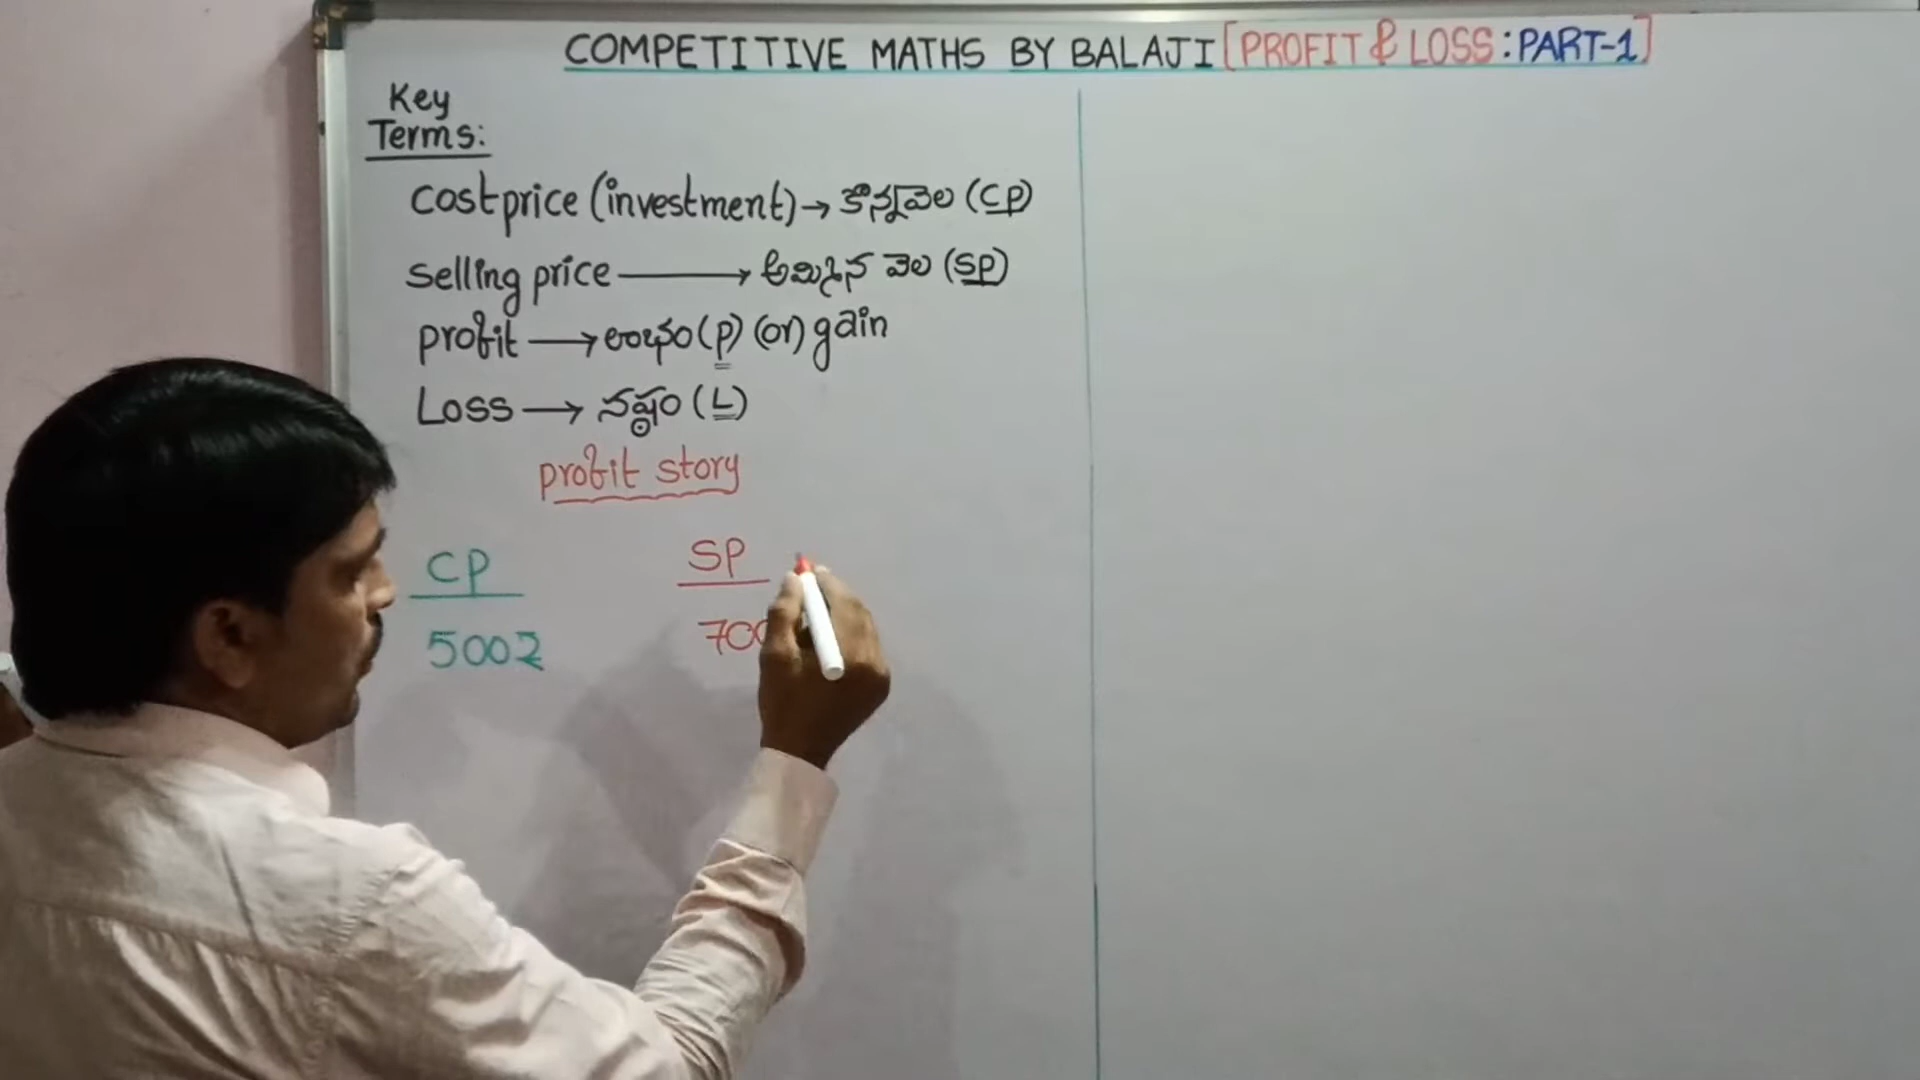 COMPETITIVE MATHS BY BALAJI [PROFIT & LOSS : PART-1]
Key
Terms:
Cost price (investment) → కొన్నవెల (CP)
Selling price → అమ్మిన వెల (SP)
profit → లాభం (P) (or) gain
Loss → నష్టం (L)
profit story
CP
SP
500₹
700